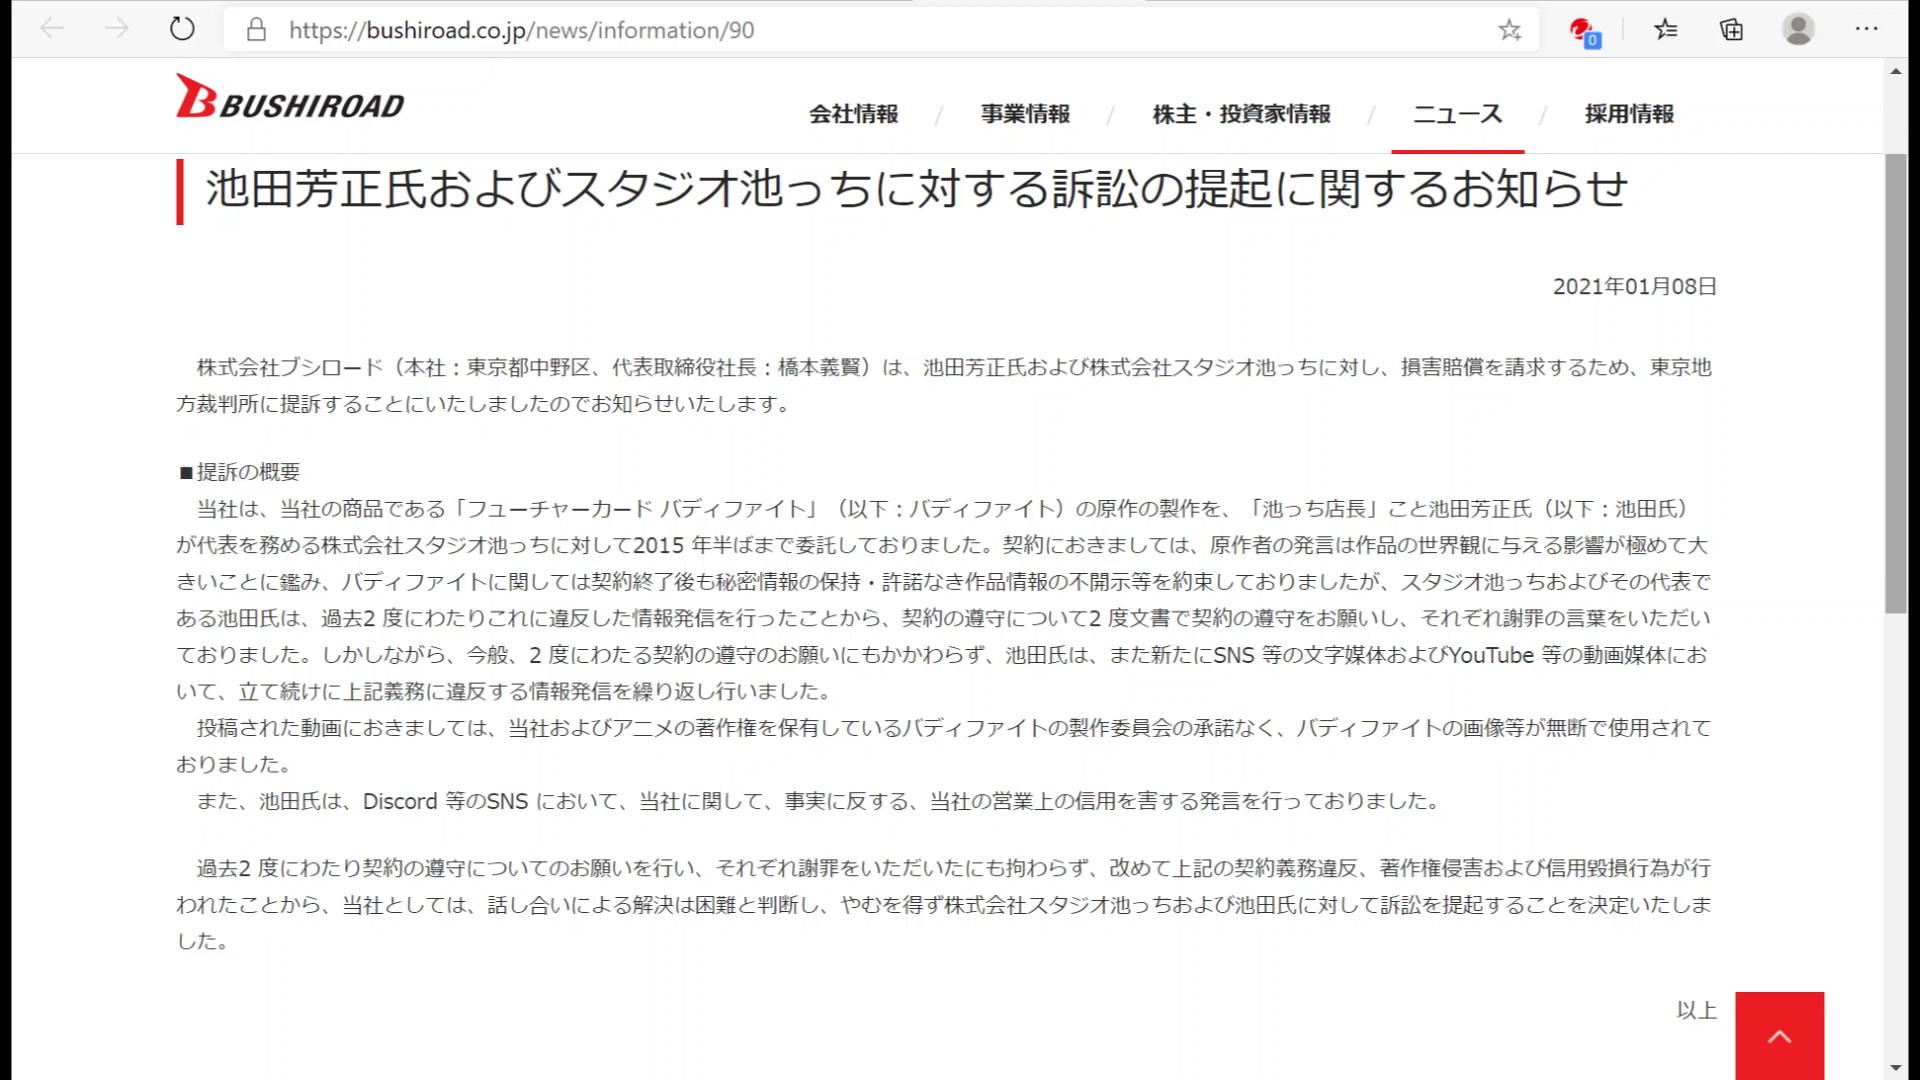 https://bushiroad.co.jp/news/information/90
0
BUSHIROAD
会社情報 / 事業情報 / 株主・投資家情報 / ニュース / 採用情報
池田芳正氏およびスタジオ池っちに対する訴訟の提起に関するお知らせ
2021年01月08日
株式会社ブシロード（本社：東京都中野区、代表取締役社長：橋本義賢）は、池田芳正氏および株式会社スタジオ池っちに対し、損害賠償を請求するため、東京地
方裁判所に提訴することにいたしましたのでお知らせいたします。
■提訴の概要
当社は、当社の商品である「フューチャーカード バディファイト」（以下：バディファイト）の原作の製作を、「池っち店長」こと池田芳正氏（以下：池田氏）
が代表を務める株式会社スタジオ池っちに対して2015 年半ばまで委託しておりました。契約におきましては、原作者の発言は作品の世界観に与える影響が極めて大
きいことに鑑み、バディファイトに関しては契約終了後も秘密情報の保持・許諾なき作品情報の不開示等を約束しておりましたが、スタジオ池っちおよびその代表で
ある池田氏は、過去2 度にわたりこれに違反した情報発信を行ったことから、契約の遵守について2 度文書で契約の遵守をお願いし、それぞれ謝罪の言葉をいただい
ておりました。しかしながら、今般、2 度にわたる契約の遵守のお願いにもかかわらず、池田氏は、また新たにSNS 等の文字媒体およびYouTube 等の動画媒体にお
いて、立て続けに上記義務に違反する情報発信を繰り返し行いました。
投稿された動画におきましては、当社およびアニメの著作権を保有しているバディファイトの製作委員会の承諾なく、バディファイトの画像等が無断で使用されて
おりました。
また、池田氏は、Discord 等のSNS において、当社に関して、事実に反する、当社の営業上の信用を害する発言を行っておりました。
過去2 度にわたり契約の遵守についてのお願いを行い、それぞれ謝罪をいただいたにも拘わらず、改めて上記の契約義務違反、著作権侵害および信用毀損行為が行
われたことから、当社としては、話し合いによる解決は困難と判断し、やむを得ず株式会社スタジオ池っちおよび池田氏に対して訴訟を提起することを決定いたしま
した。
以上